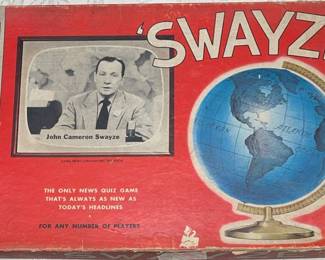 'SWAYZ
John Cameron Swayze
THE ONLY NEWS QUIZ GAME
THAT'S ALWAYS AS NEW AS
TODAY'S HEADLINES
FOR ANY NUMBER OF PLAYERS